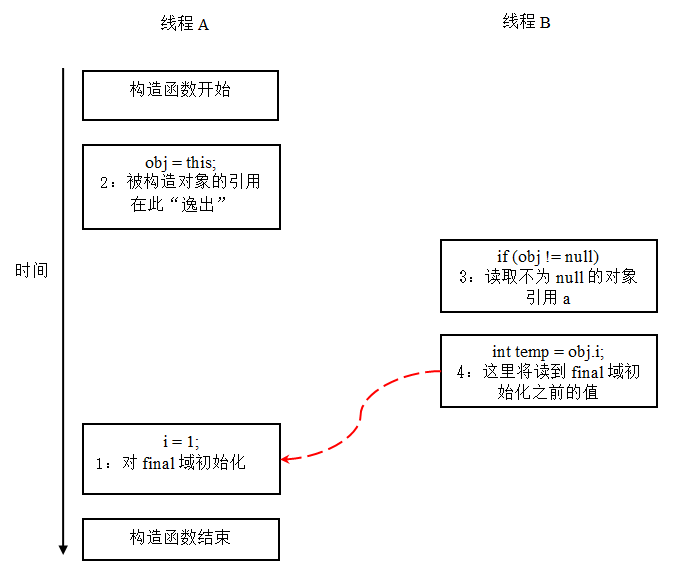 线程 A
线程 B
构造函数开始
obj = this;
2：被构造对象的引用
在此“逸出”
时间
if (obj != null)
3：读取不为 null 的对象
引用 a
int temp = obj.i;
4：这里将读到 final 域初
始化之前的值
i = 1;
1：对 final 域初始化
构造函数结束